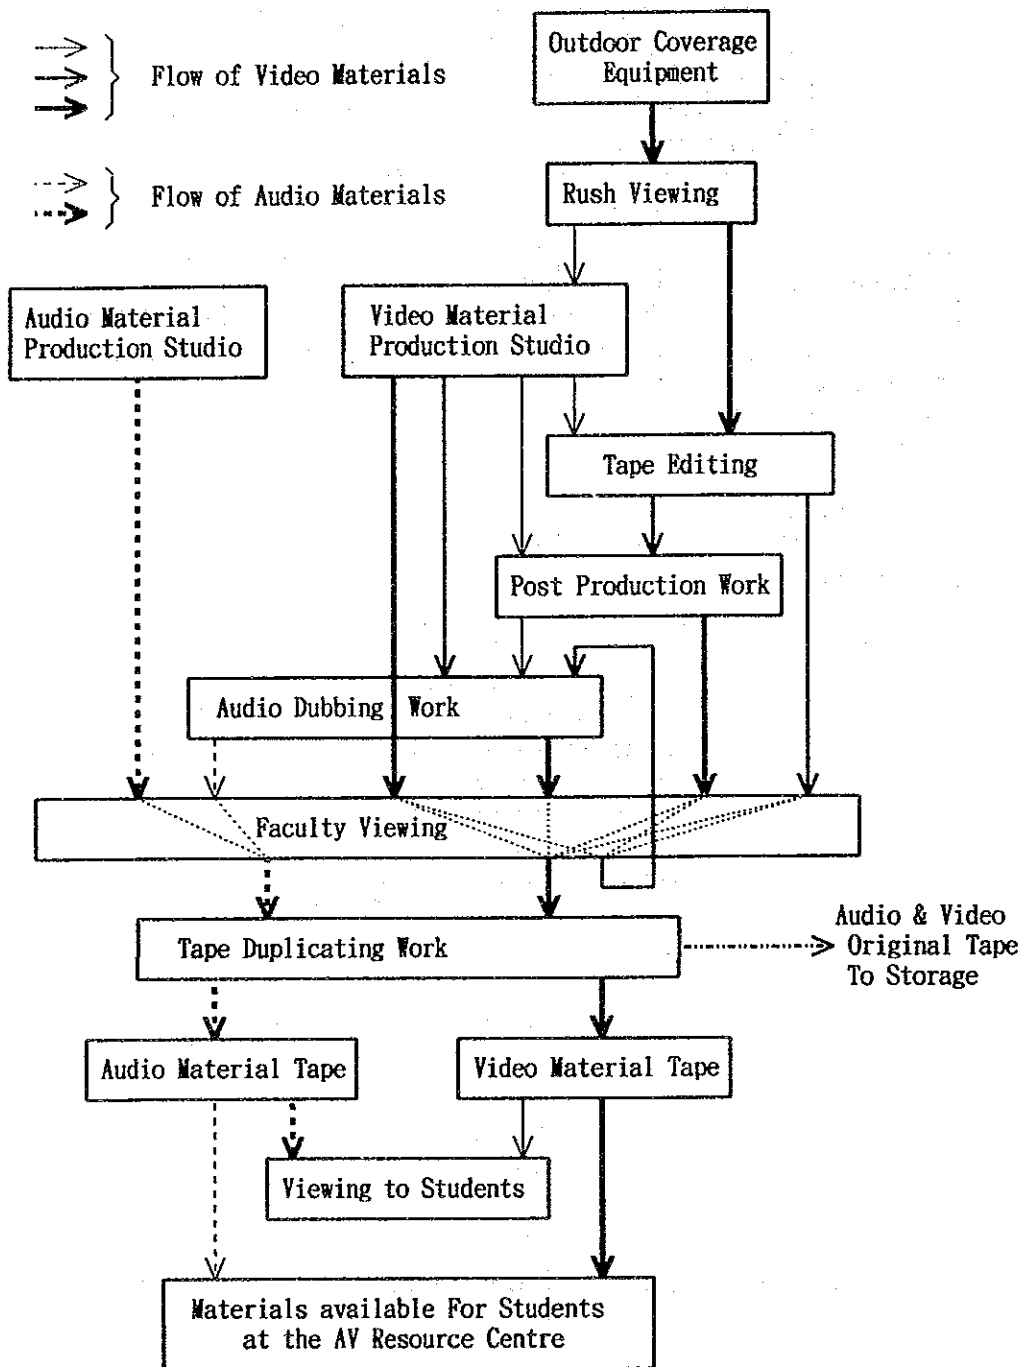 Outdoor Coverage
Equipment
Flow of Video Materials
Rush Viewing
Flow of Audio Materials
Audio Material
Production Studio
Video Material
Production Studio
Tape Editing
Post Production Work
Audio Dubbing Work
Faculty Viewing
Tape Duplicating Work
Audio & Video
Original Tape
To Storage
Audio Material Tape
Video Material Tape
Viewing to Students
Materials available For Students
at the AV Resource Centre